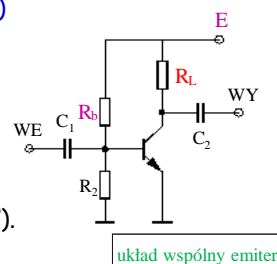 )
E
R_b
R_L
WE
C_1
C_2
WY
R_2
).
układ wspólny emiter